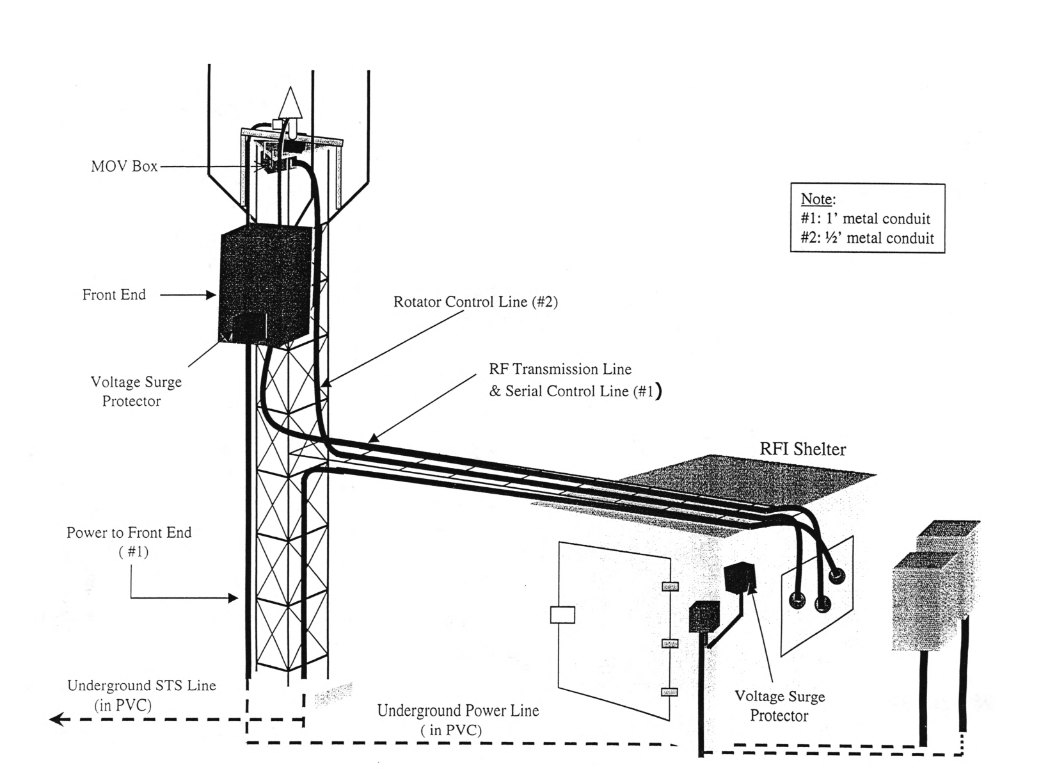 MOV Box
Note:
#1: 1' metal conduit
#2: ½' metal conduit
Front End
Rotator Control Line (#2)
RF Transmission Line
& Serial Control Line (#1)
Voltage Surge
Protector
RFI Shelter
Power to Front End
( #1)
Underground STS Line
(in PVC)
Underground Power Line
( in PVC)
Voltage Surge
Protector